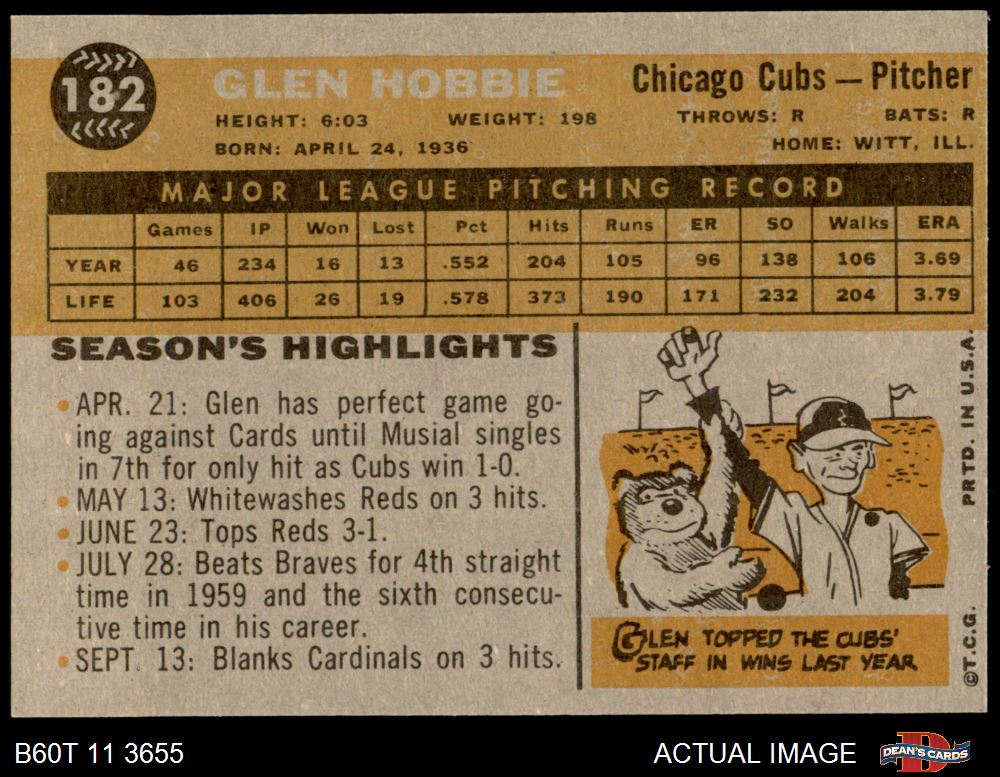 182
GLEN HOBBIE
Chicago Cubs — Pitcher
HEIGHT: 6:03 WEIGHT: 198 THROWS: R BATS: R
BORN: APRIL 24, 1936 HOME: WITT, ILL.
MAJOR LEAGUE PITCHING RECORD
Games IP Won Lost Pct Hits Runs ER SO Walks ERA
YEAR 46 234 16 13 .552 204 105 96 138 106 3.69
LIFE 103 406 26 19 .578 373 190 171 232 204 3.79
SEASON'S HIGHLIGHTS
• APR. 21: Glen has perfect game go-
ing against Cards until Musial singles
in 7th for only hit as Cubs win 1-0.
• MAY 13: Whitewashes Reds on 3 hits.
• JUNE 23: Tops Reds 3-1.
• JULY 28: Beats Braves for 4th straight
time in 1959 and the sixth consecu-
tive time in his career.
• SEPT. 13: Blanks Cardinals on 3 hits.
GLEN TOPPED THE CUBS'
STAFF IN WINS LAST YEAR
©T.C.G. PRTD. IN U.S.A.
B60T 11 3655
ACTUAL IMAGE
D
DEAN'S CARDS